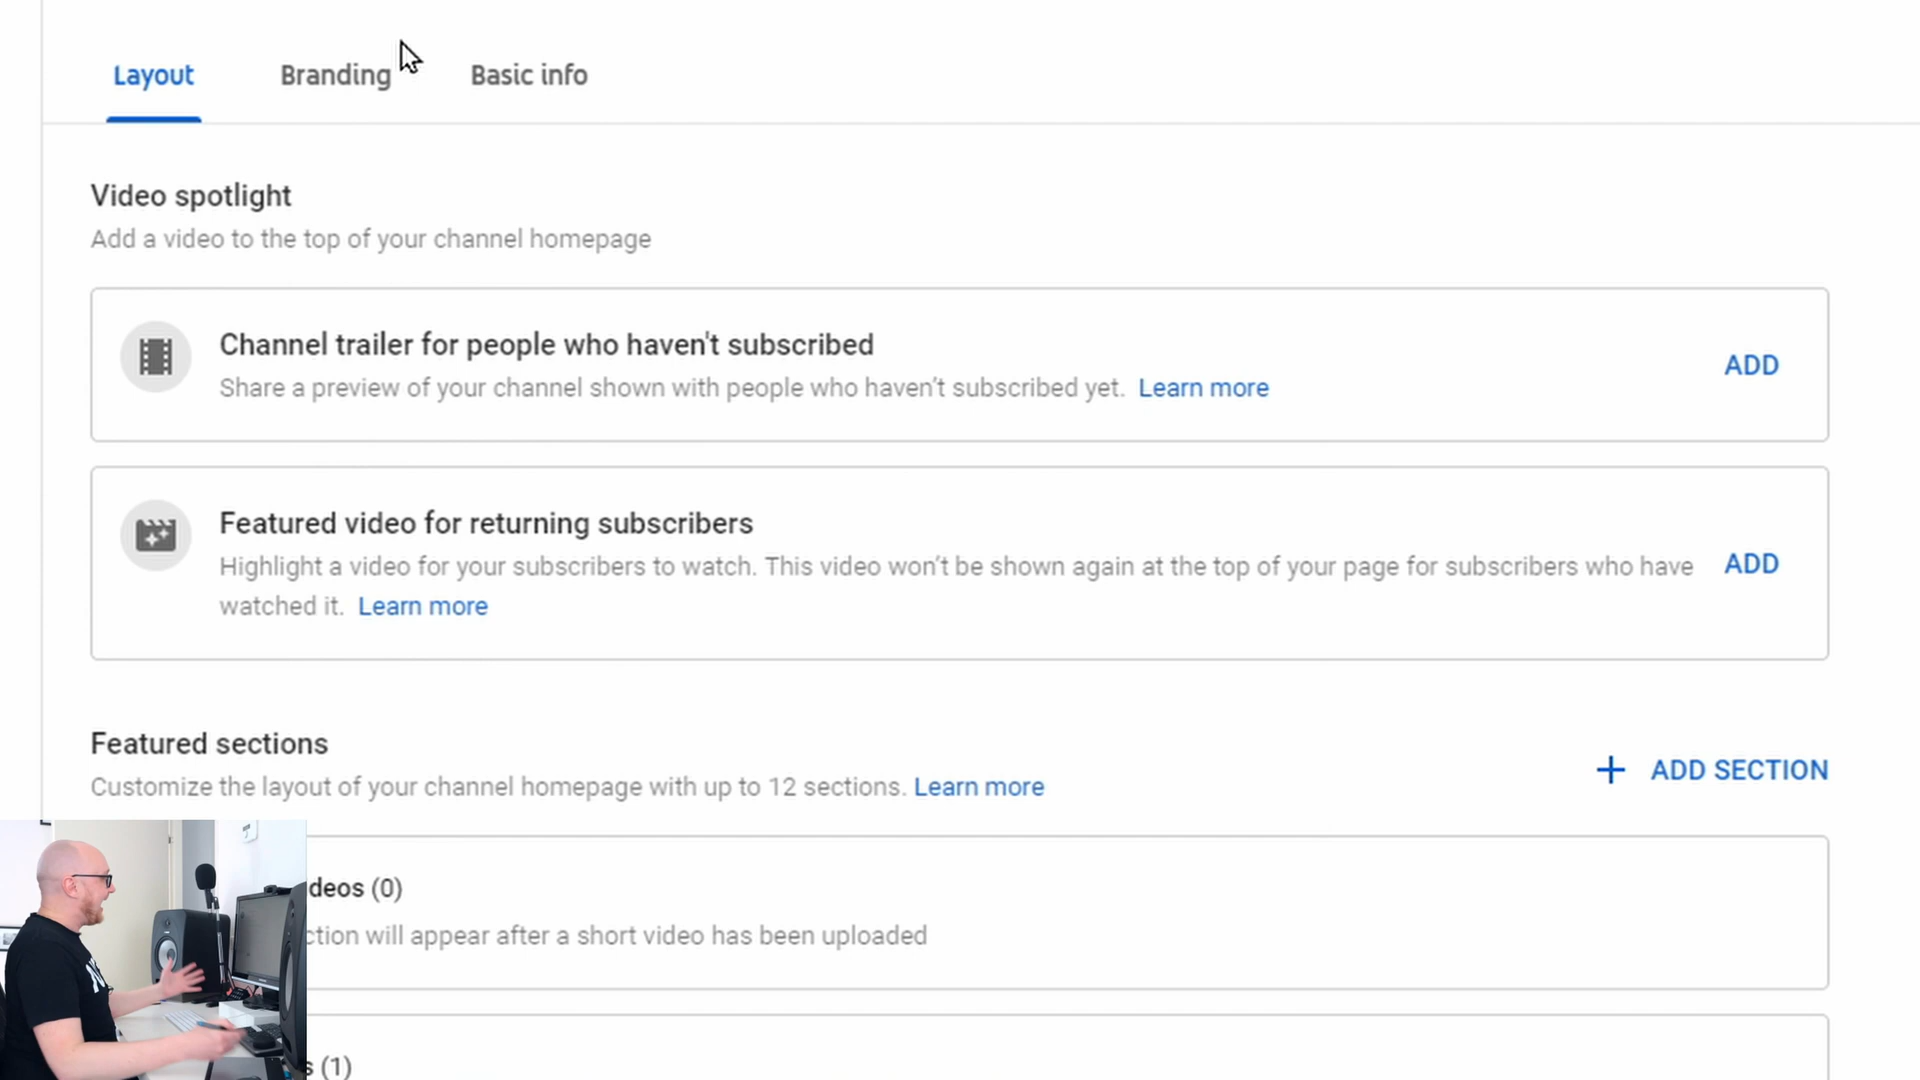 Layout
Branding
Basic info
Video spotlight
Add a video to the top of your channel homepage
Channel trailer for people who haven't subscribed
Share a preview of your channel shown with people who haven't subscribed yet. Learn more
ADD
Featured video for returning subscribers
Highlight a video for your subscribers to watch. This video won't be shown again at the top of your page for subscribers who have
watched it. Learn more
ADD
Featured sections
Customize the layout of your channel homepage with up to 12 sections. Learn more
+ ADD SECTION
deos (0)
ction will appear after a short video has been uploaded
s (1)